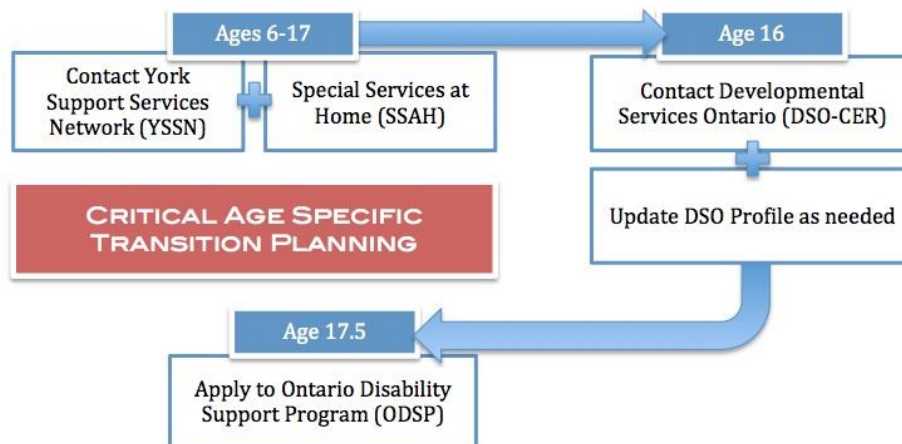 Ages 6-17
Contact York
Support Services
Network (YSSN)
Special Services at
Home (SSAH)
Age 16
Contact Developmental
Services Ontario (DSO-CER)
Update DSO Profile as needed
CRITICAL AGE SPECIFIC
TRANSITION PLANNING
Age 17.5
Apply to Ontario Disability
Support Program (ODSP)